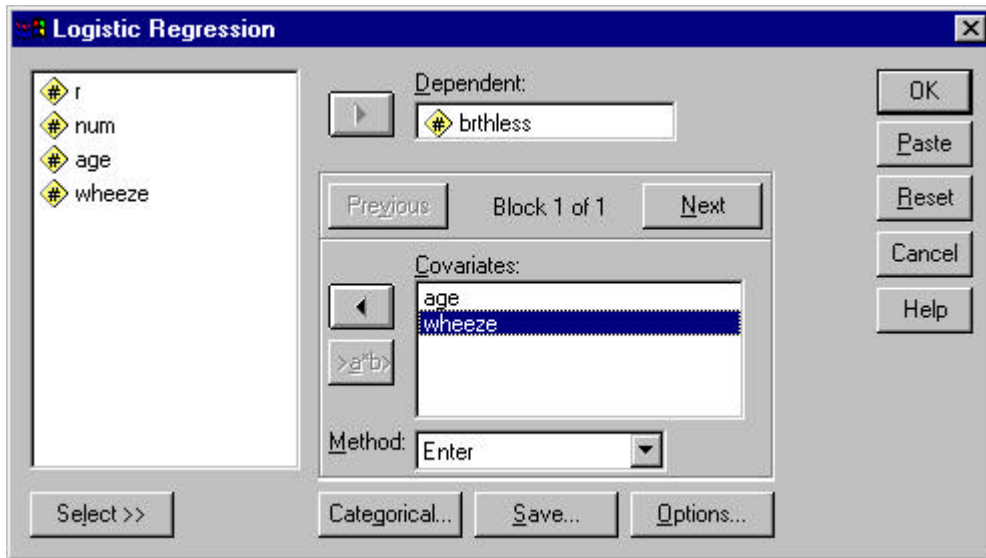 Logistic Regression
# r
# num
# age
# wheeze
Select >>
Dependent:
# brthless
Previous
Block 1 of 1
Next
Covariates:
age
wheeze
>a*b>
Method:
Enter
Categorical...
Save...
Options...
OK
Paste
Reset
Cancel
Help